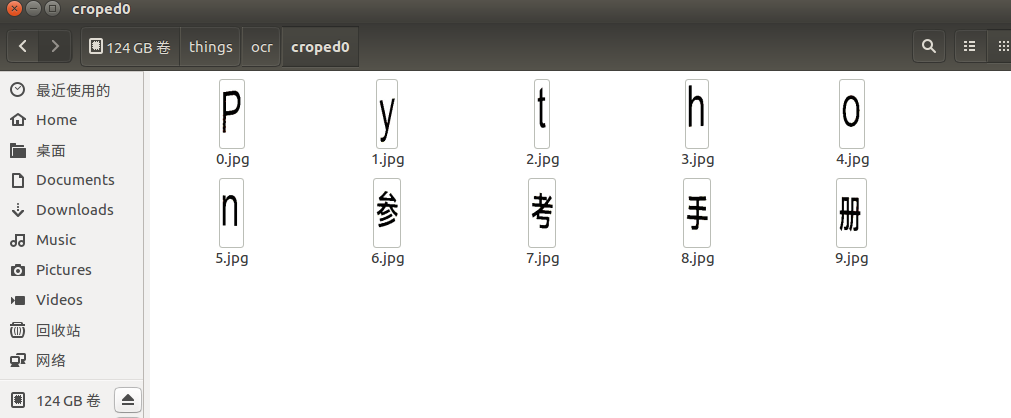 croped0
124 GB 卷 things ocr croped0
最近使用的
Home
桌面
Documents
Downloads
Music
Pictures
Videos
回收站
网络
124 GB 卷
P y t h o
0.jpg 1.jpg 2.jpg 3.jpg 4.jpg
n 参 考 手 册
5.jpg 6.jpg 7.jpg 8.jpg 9.jpg